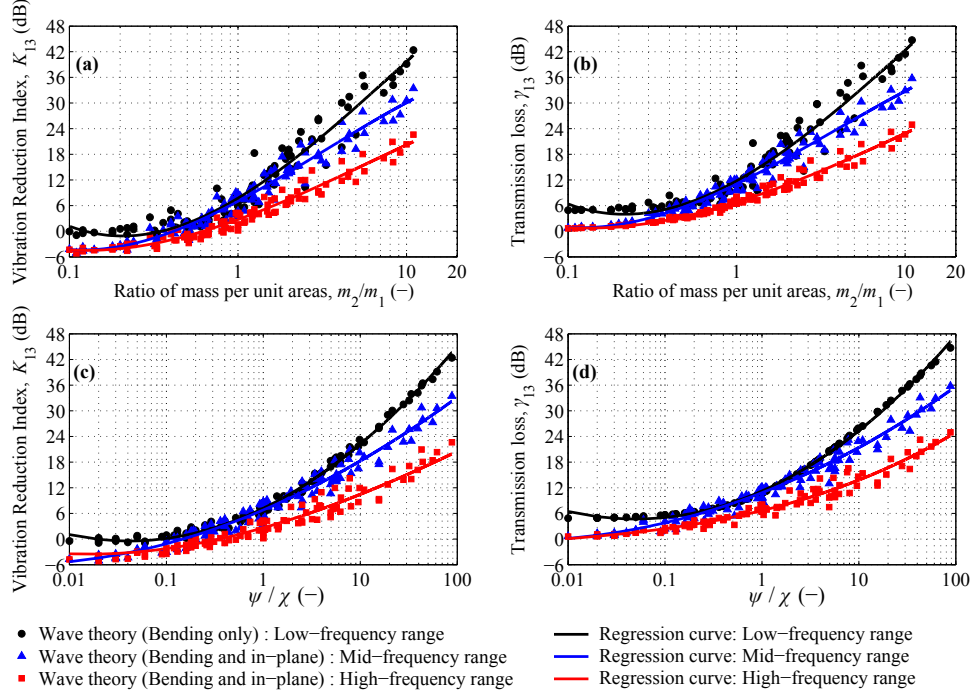 Vibration Reduction Index, K13 (dB)
48
42
36
30
24
18
12
6
0
−6
(a)
0.1 1 10 20
Ratio of mass per unit areas, m2/m1 (−)
Transmission loss, γ13 (dB)
48
42
36
30
24
18
12
6
0
−6
(b)
0.1 1 10 20
Ratio of mass per unit areas, m2/m1 (−)
Vibration Reduction Index, K13 (dB)
48
42
36
30
24
18
12
6
0
−6
(c)
0.01 0.1 1 10 100
ψ / χ (−)
Transmission loss, γ13 (dB)
48
42
36
30
24
18
12
6
0
−6
(d)
0.01 0.1 1 10 100
ψ / χ (−)
Wave theory (Bending only) : Low−frequency range
Wave theory (Bending and in−plane) : Mid−frequency range
Wave theory (Bending and in−plane) : High−frequency range
Regression curve: Low−frequency range
Regression curve: Mid−frequency range
Regression curve: High−frequency range